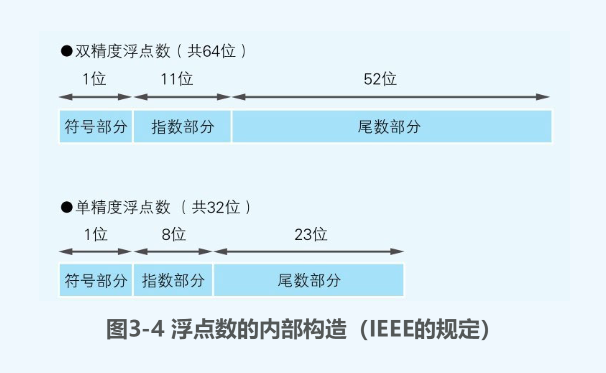 ●双精度浮点数（共64位）
1位 11位 52位
符号部分 指数部分 尾数部分
●单精度浮点数（共32位）
1位 8位 23位
符号部分 指数部分 尾数部分
图3-4 浮点数的内部构造（IEEE的规定）